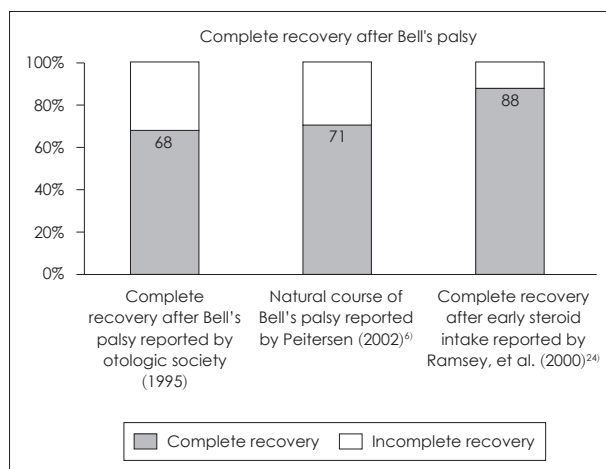 Complete recovery after Bell's palsy
100%
80%
60%
40%
20%
0%
68
71
88
Complete
recovery after Bell's
palsy reported by
otologic society
(1995)
Natural course of
Bell's palsy reported
by Peitersen (2002)⁶⁾
Complete recovery
after early steroid
intake reported by
Ramsey, et al. (2000)²⁴⁾
Complete recovery
Incomplete recovery